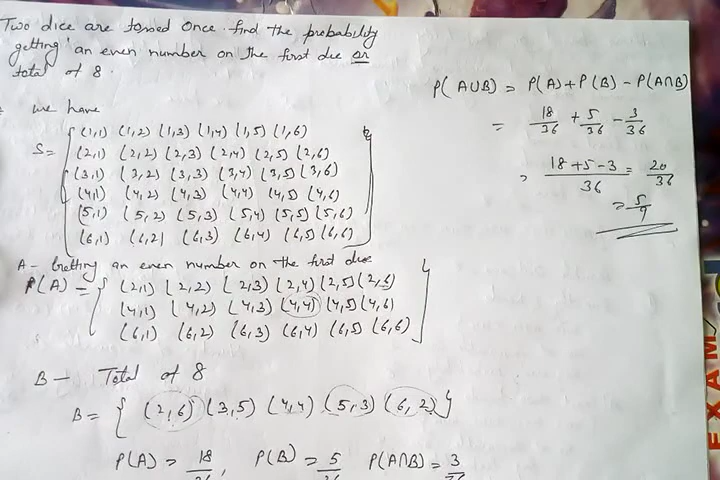 Two dice are tossed once. find the probability
getting an even number on the first die or
total of 8.
we have
S= { (1,1) (1,2) (1,3) (1,4) (1,5) (1,6)
(2,1) (2,2) (2,3) (2,4) (2,5) (2,6)
(3,1) (3,2) (3,3) (3,4) (3,5) (3,6)
(4,1) (4,2) (4,3) (4,4) (4,5) (4,6)
(5,1) (5,2) (5,3) (5,4) (5,5) (5,6)
(6,1) (6,2) (6,3) (6,4) (6,5) (6,6) }
A - Getting an even number on the first die
P(A) = { (2,1) (2,2) (2,3) (2,4) (2,5) (2,6)
(4,1) (4,2) (4,3) (4,4) (4,5) (4,6)
(6,1) (6,2) (6,3) (6,4) (6,5) (6,6) }
B - Total of 8
B = { (2,6) (3,5) (4,4) (5,3) (6,2) }
P(A) = 18/36, P(B) = 5/36 P(A∩B) = 3/36
P(A∪B) = P(A) + P(B) - P(A∩B)
= 18/36 + 5/36 - 3/36
= 18+5-3/36 = 20/36
= 5/9
EXAM